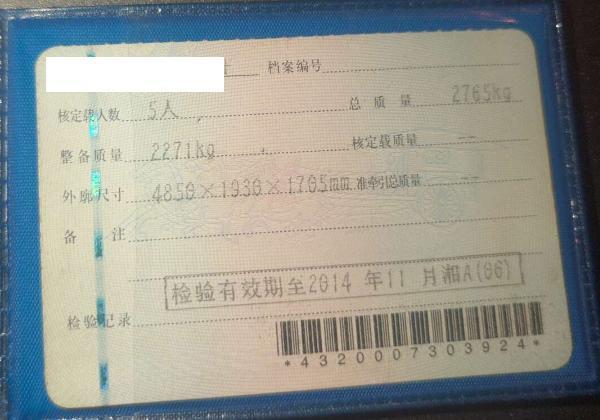 档案编号
核定载人数 5人 总质量 2765kg
整备质量 2271kg 核定载质量 --
外廓尺寸 4850×1930×1705mm 准牵引总质量 --
备注
检验有效期至2014年11月湘A(06)
检验记录
*4320007303924*